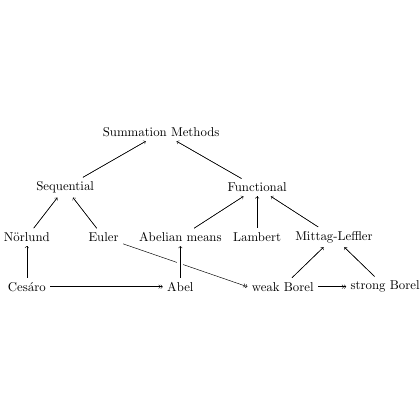 Summation Methods
Sequential Functional
Nörlund Euler Abelian means Lambert Mittag-Leffler
Cesáro Abel weak Borel strong Borel